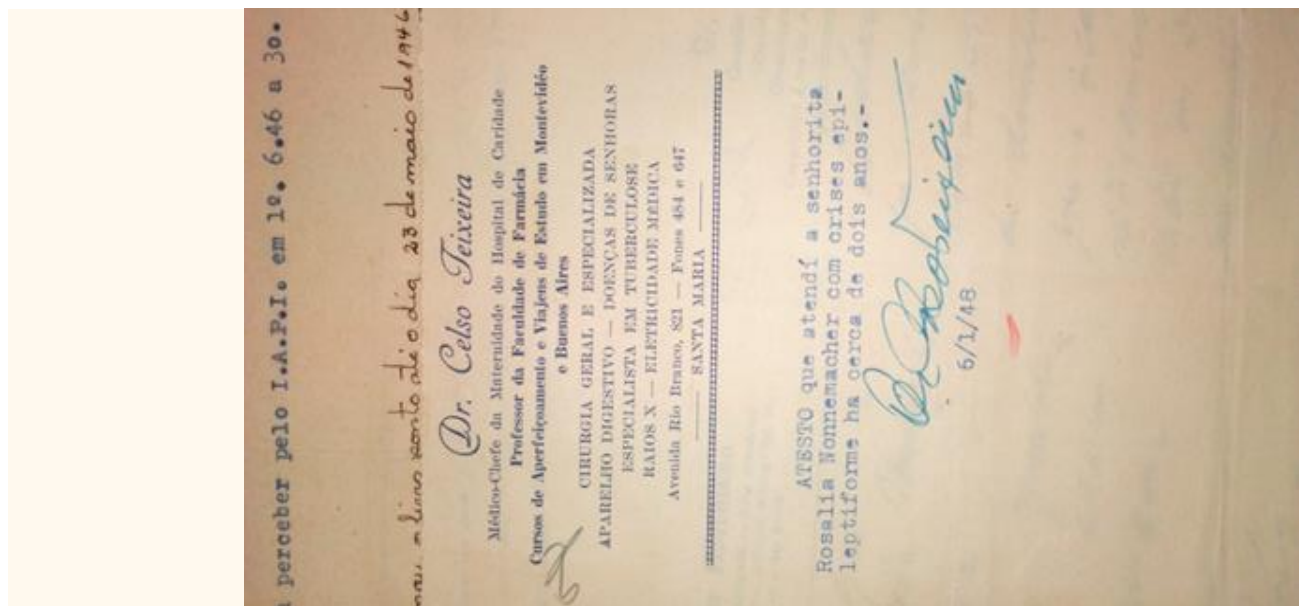 perceber pelo I.A.P.I. em 1º. 6.46 a 30.
ponto até o dia 23 de maio de 1946
Dr. Celso Teixeira
Médico-Chefe da Maternidade do Hospital de Caridade
Professor da Faculdade de Farmácia
Cursos de Aperfeiçoamento e Viajens de Estudo em Montevidéo
e Buenos Aires
CIRURGIA GERAL E ESPECIALIZADA
APARELHO DIGESTIVO — DOENÇAS DE SENHORAS
ESPECIALISTA EM TUBERCULOSE
RAIOS X — ELETRICIDADE MÉDICA
Avenida Rio Branco, 821 — Fones 484 e 647
SANTA MARIA
ATESTO que atendí a senhorita
Rosalia Nonnemacher com crises epi-
leptiforme ha cerca de dois anos.-
5/1/48